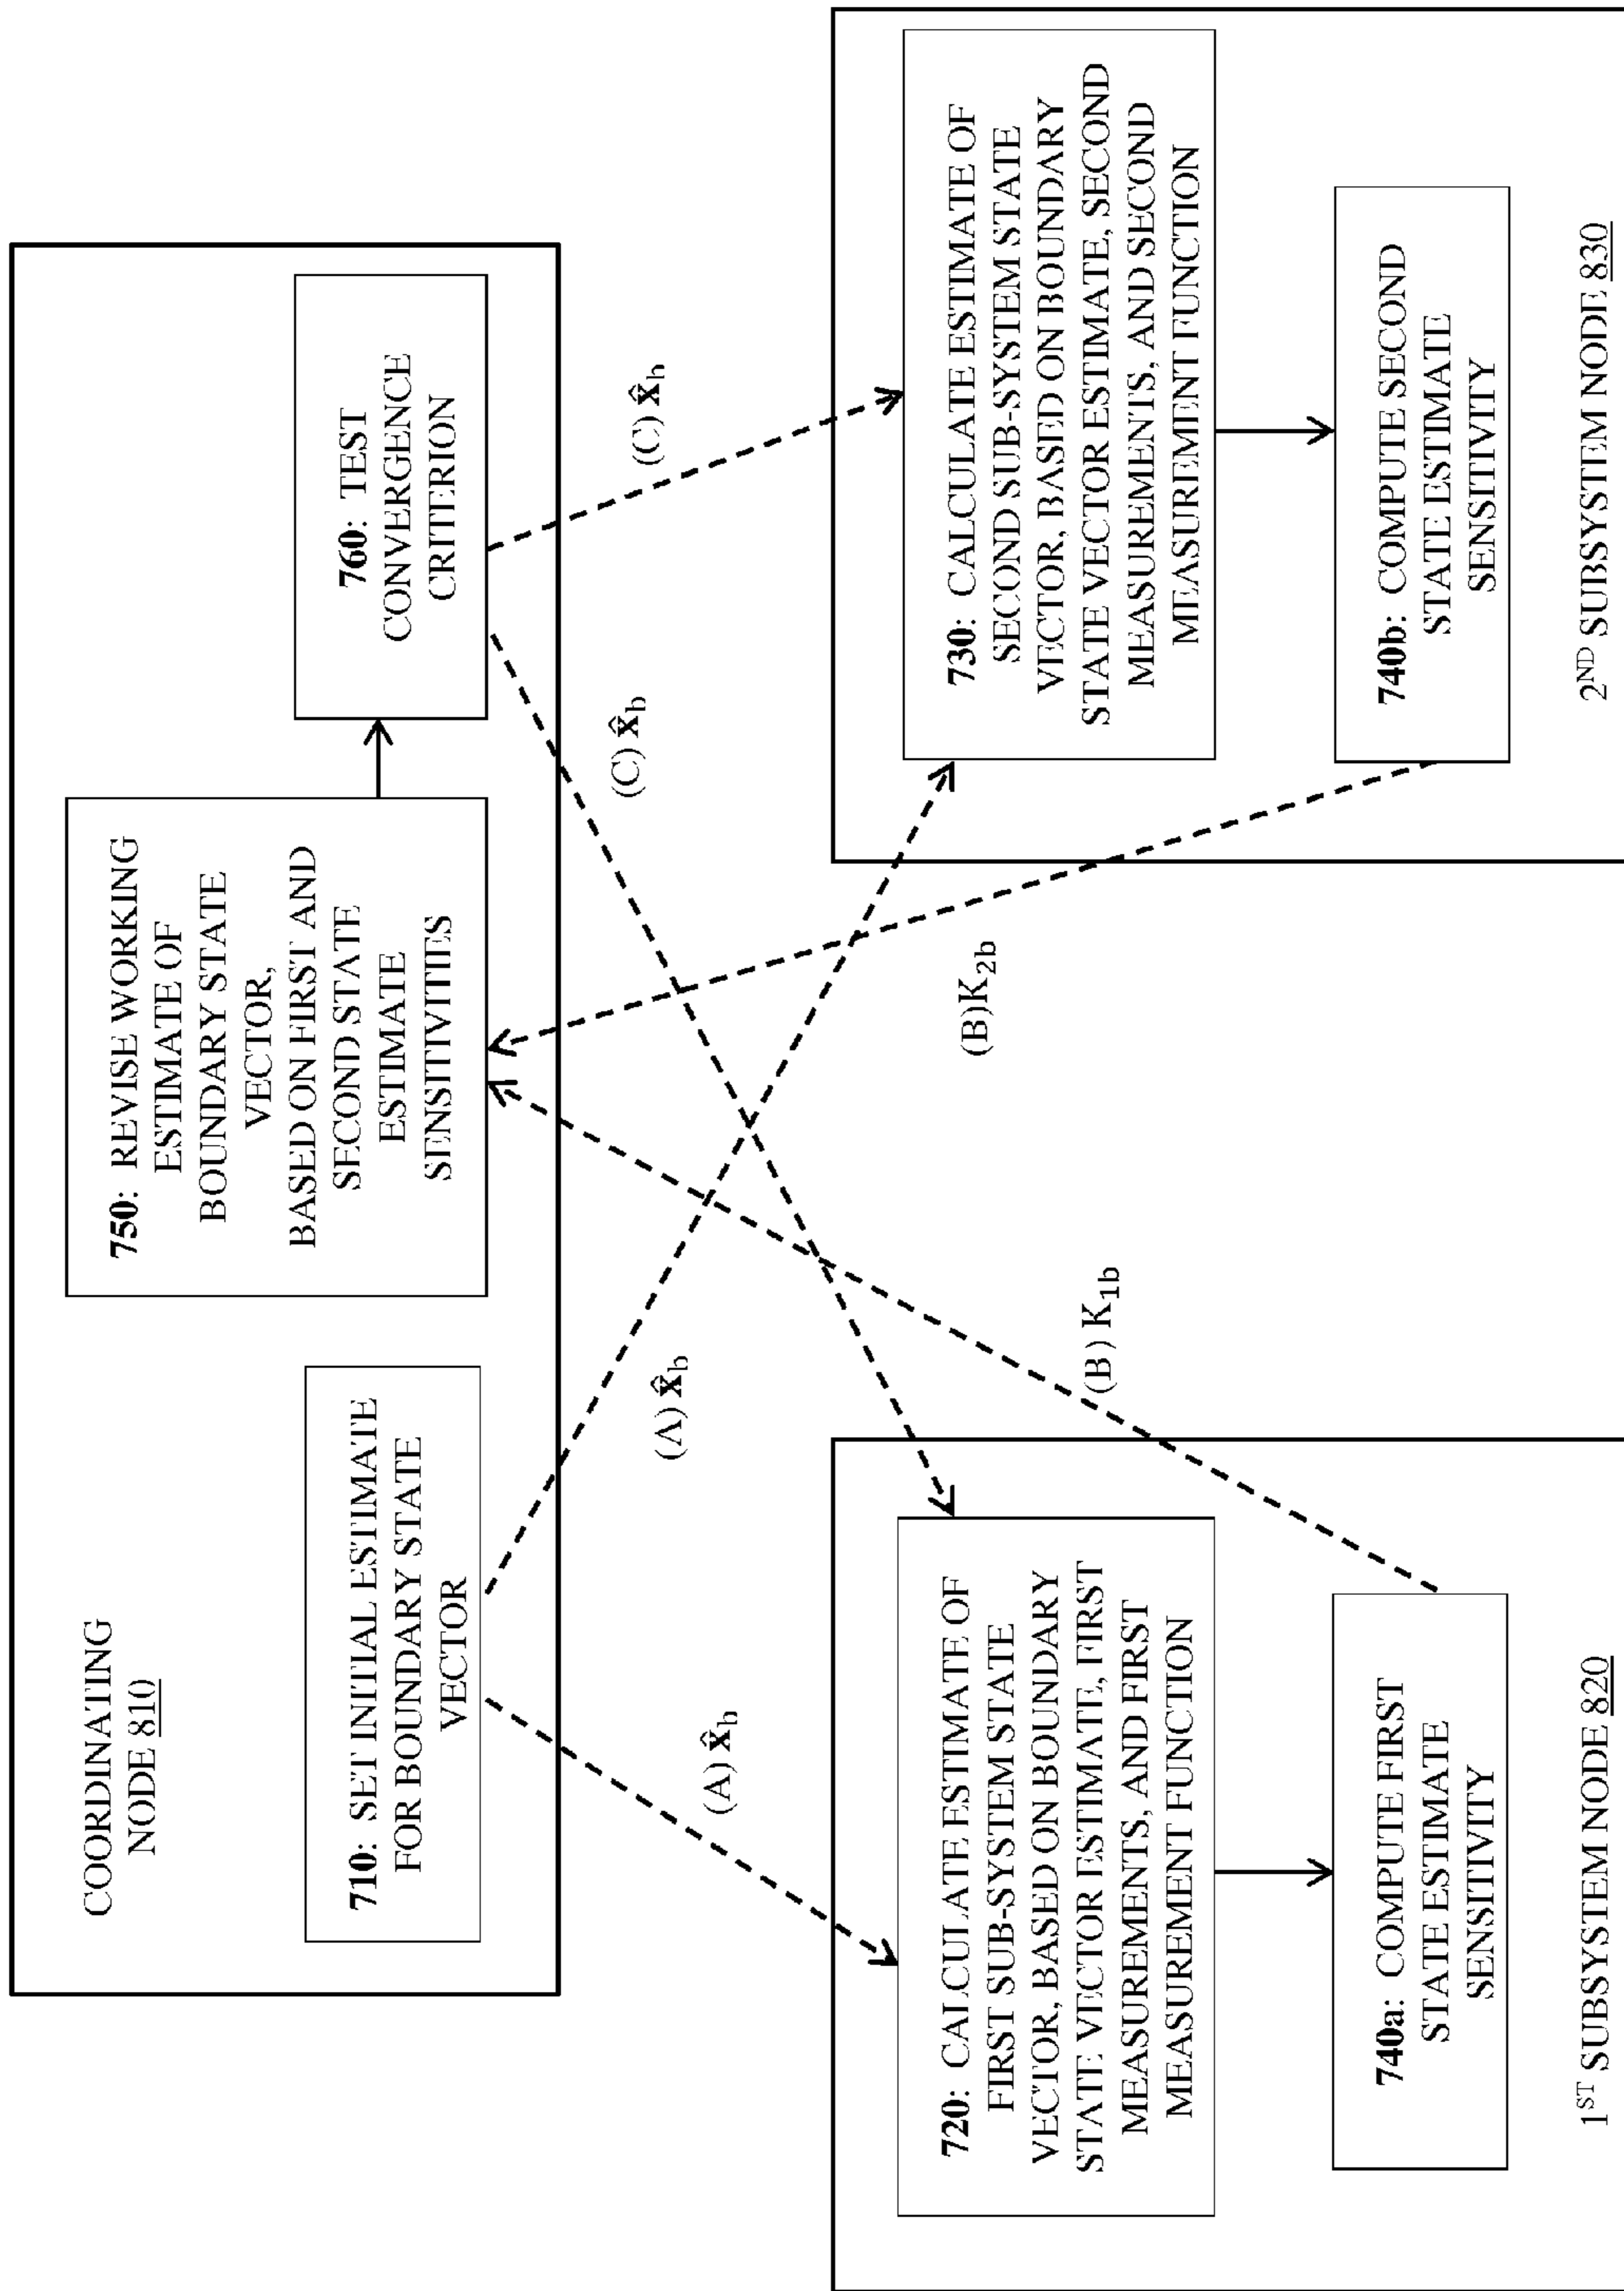 COORDINATING
NODE 810
710: SET INITIAL ESTIMATE
FOR BOUNDARY STATE
VECTOR
750: REVISE WORKING
ESTIMATE OF
BOUNDARY STATE
VECTOR,
BASED ON FIRST AND
SECOND STATE
ESTIMATE
SENSITIVITIES
760: TEST
CONVERGENCE
CRITERION
(A) x̂b
(A) x̂b
(C) x̂b
(C) x̂b
(B) K1b
(B)K2b
720: CALCULATE ESTIMATE OF
FIRST SUB-SYSTEM STATE
VECTOR, BASED ON BOUNDARY
STATE VECTOR ESTIMATE, FIRST
MEASUREMENTS, AND FIRST
MEASUREMENT FUNCTION
740a: COMPUTE FIRST
STATE ESTIMATE
SENSITIVITY
1ST SUBSYSTEM NODE 820
730: CALCULATE ESTIMATE OF
SECOND SUB-SYSTEM STATE
VECTOR, BASED ON BOUNDARY
STATE VECTOR ESTIMATE, SECOND
MEASUREMENTS, AND SECOND
MEASUREMENT FUNCTION
740b: COMPUTE SECOND
STATE ESTIMATE
SENSITIVITY
2ND SUBSYSTEM NODE 830